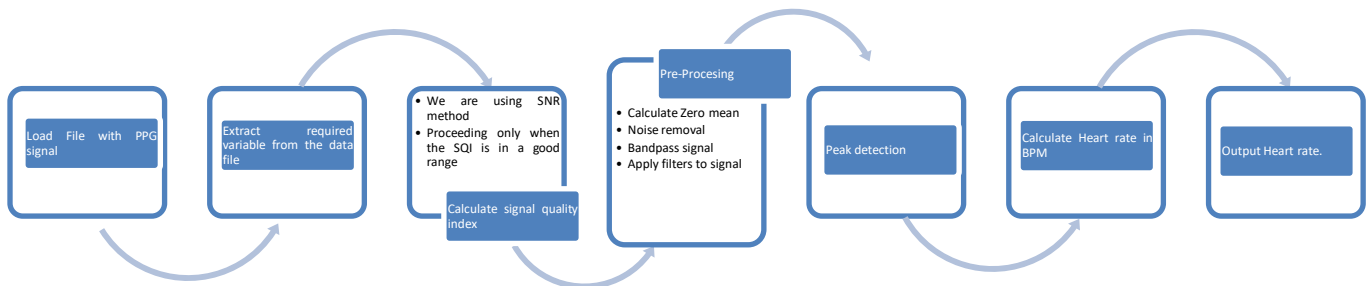 Load File with PPG
signal
Extract required
variable from the data
file
• We are using SNR
method
• Proceeding only when
the SQI is in a good
range
Calculate signal quality
index
Pre-Procesing
• Calculate Zero mean
• Noise removal
• Bandpass signal
• Apply filters to signal
Peak detection
Calculate Heart rate in
BPM
Output Heart rate.